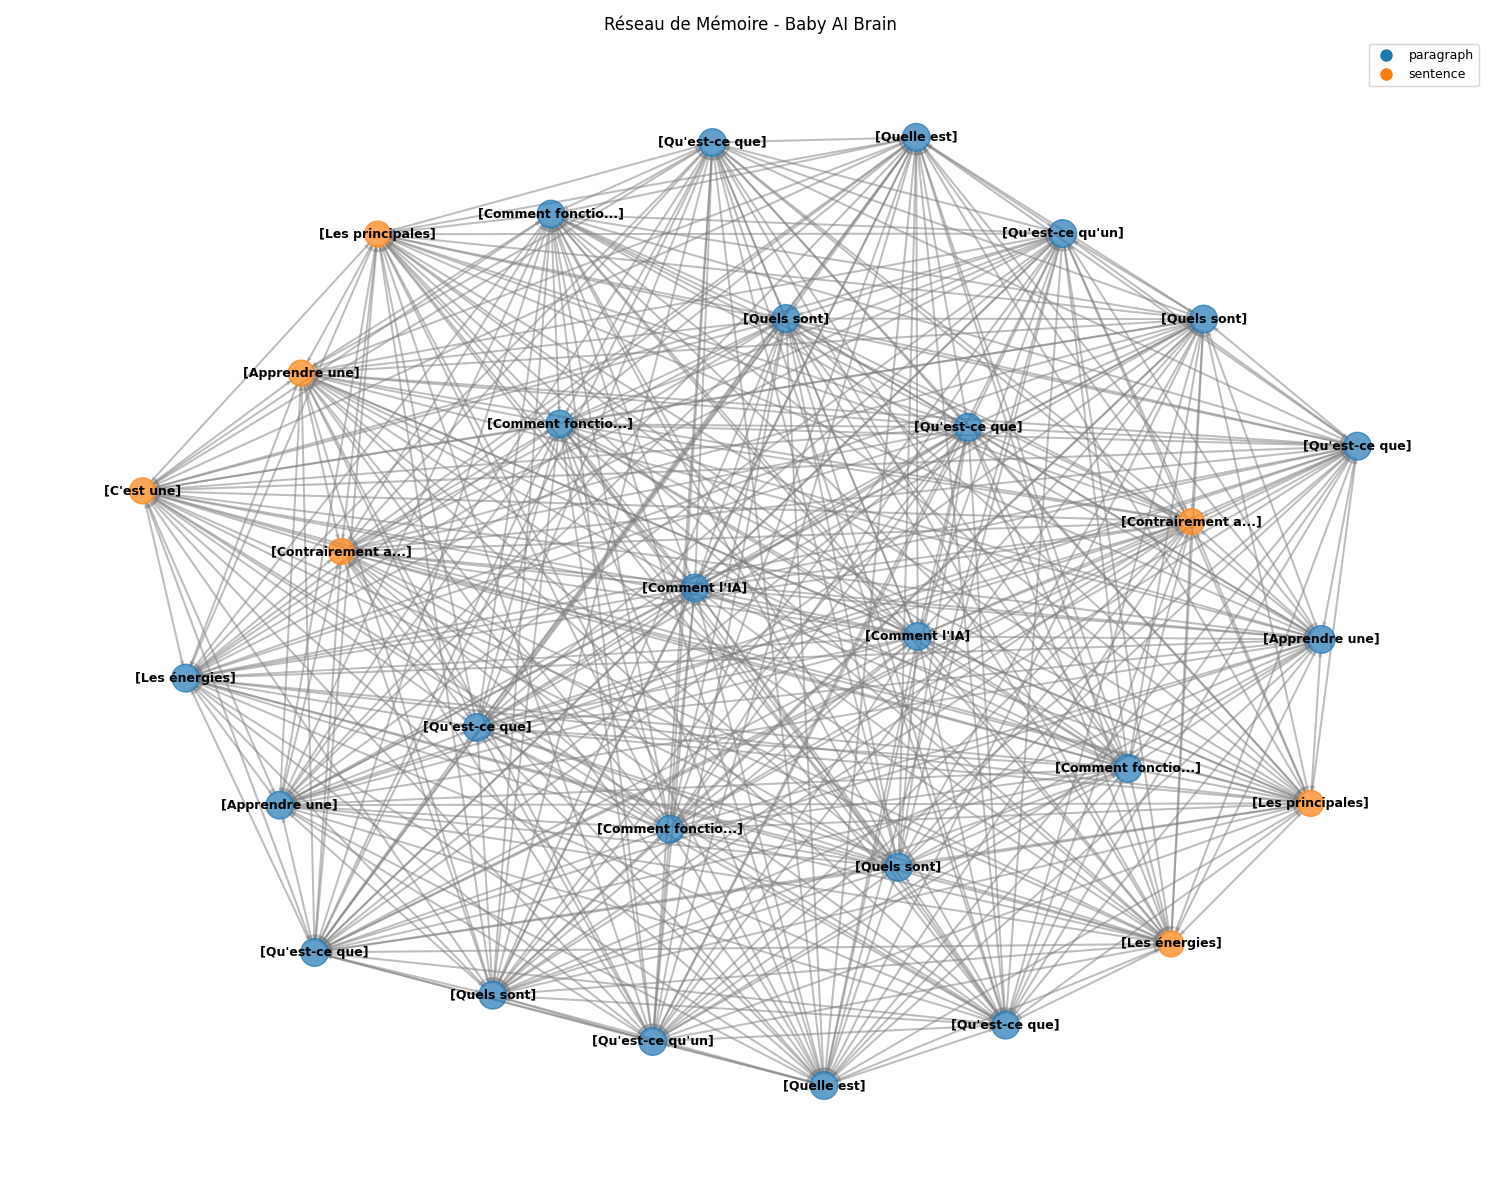 Réseau de Mémoire - Baby AI Brain
paragraph
sentence
[Quelle est]
[Qu'est-ce que]
[Comment fonctio...]
[Les principales]
[Qu'est-ce qu'un]
[Quels sont]
[Quels sont]
[Apprendre une]
[Comment fonctio...]
[Qu'est-ce que]
[Qu'est-ce que]
[C'est une]
[Contrairement a...]
[Contrairement a...]
[Comment l'IA]
[Comment l'IA]
[Apprendre une]
[Les énergies]
[Qu'est-ce que]
[Comment fonctio...]
[Apprendre une]
[Les principales]
[Comment fonctio...]
[Quels sont]
[Les énergies]
[Qu'est-ce que]
[Quels sont]
[Qu'est-ce que]
[Qu'est-ce qu'un]
[Quelle est]